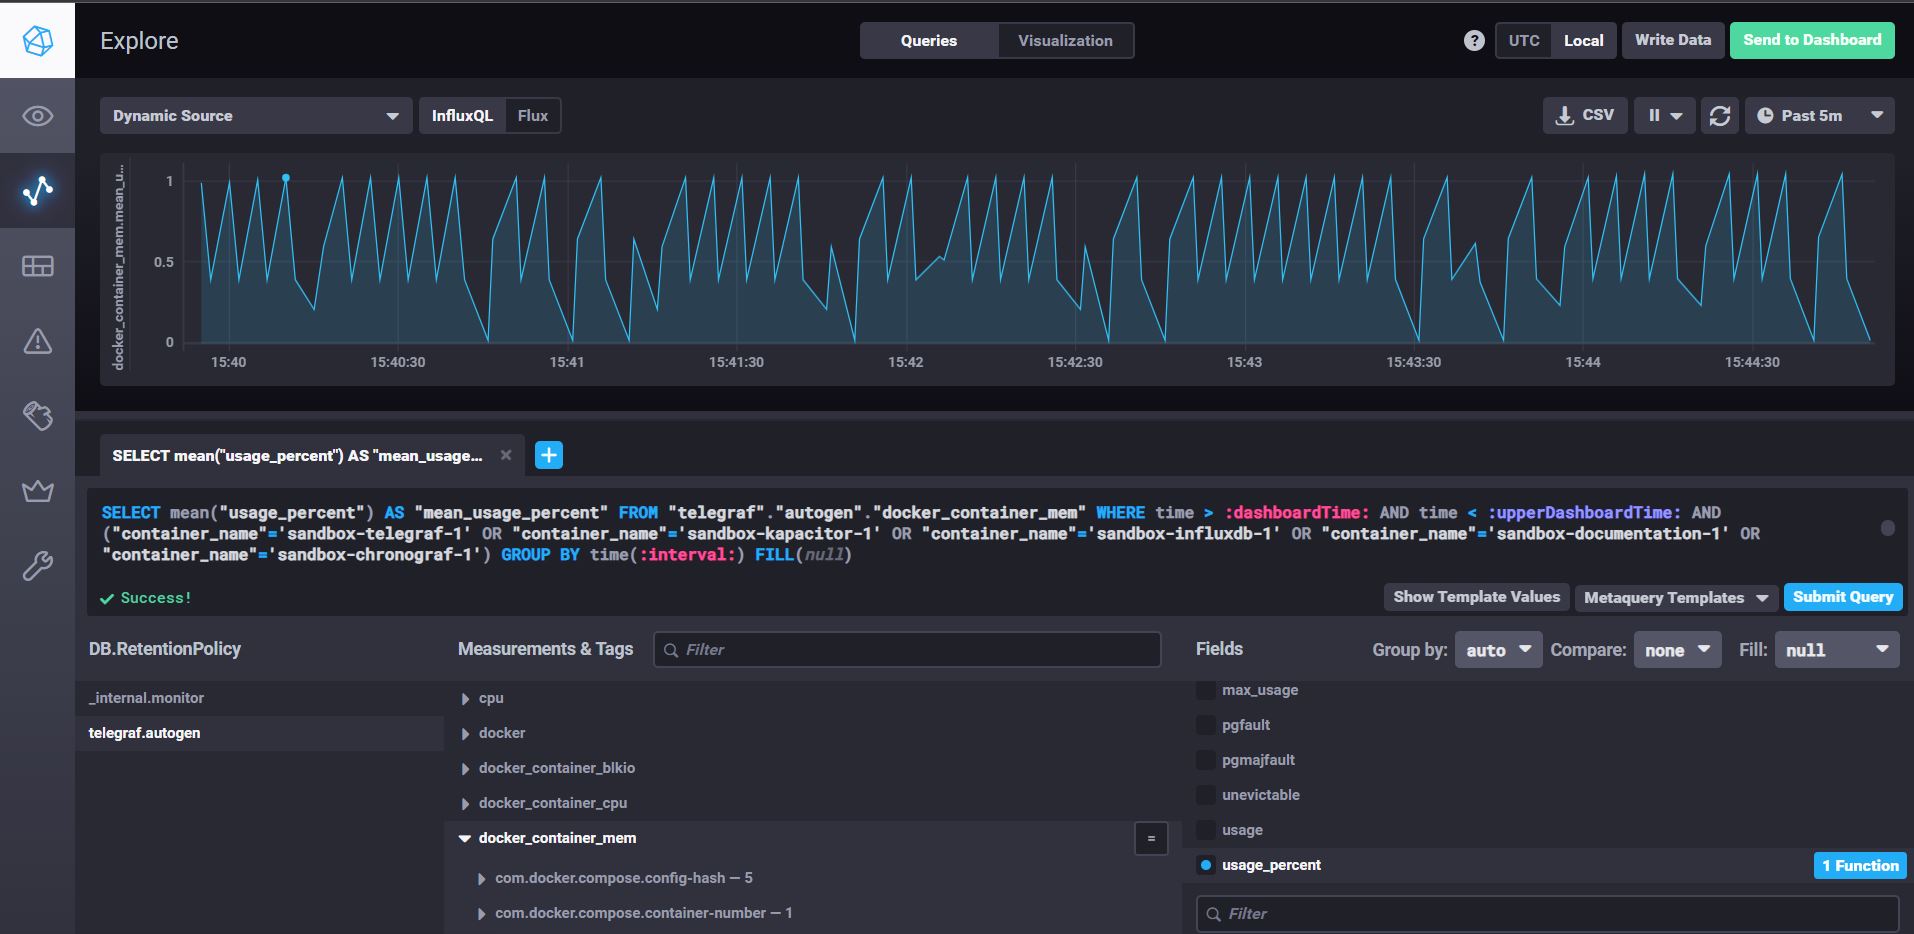 Explore
Queries Visualization
? UTC Local Write Data Send to Dashboard
Dynamic Source InfluxQL Flux
CSV Past 5m
docker_container_mem.mean_u...
1
0.5
0
15:40 15:40:30 15:41 15:41:30 15:42 15:42:30 15:43 15:43:30 15:44 15:44:30
SELECT mean("usage_percent") AS "mean_usage...
SELECT mean("usage_percent") AS "mean_usage_percent" FROM "telegraf"."autogen"."docker_container_mem" WHERE time > :dashboardTime: AND time < :upperDashboardTime: AND
("container_name"='sandbox-telegraf-1' OR "container_name"='sandbox-kapacitor-1' OR "container_name"='sandbox-influxdb-1' OR "container_name"='sandbox-documentation-1' OR
"container_name"='sandbox-chronograf-1') GROUP BY time(:interval:) FILL(null)
Success!
Show Template Values Metaquery Templates Submit Query
DB.RetentionPolicy
_internal.monitor
telegraf.autogen
Measurements & Tags Filter
cpu
docker
docker_container_blkio
docker_container_cpu
docker_container_mem =
com.docker.compose.config-hash — 5
com.docker.compose.container-number — 1
Fields Group by: auto Compare: none Fill: null
max_usage
pgfault
pgmajfault
unevictable
usage
usage_percent 1 Function
Filter